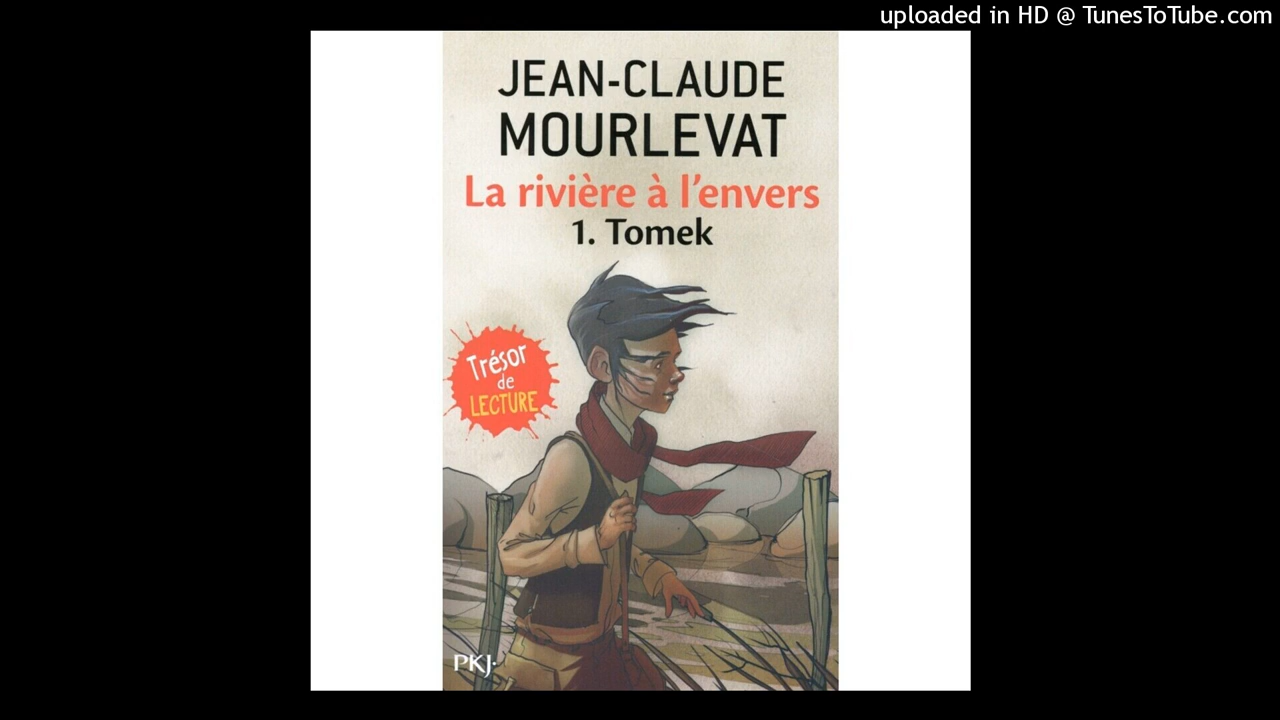 uploaded in HD @ TunesToTube.com
JEAN-CLAUDE
MOURLEVAT
La rivière à l'envers
1. Tomek
Trésor
de
LECTURE
PKJ·